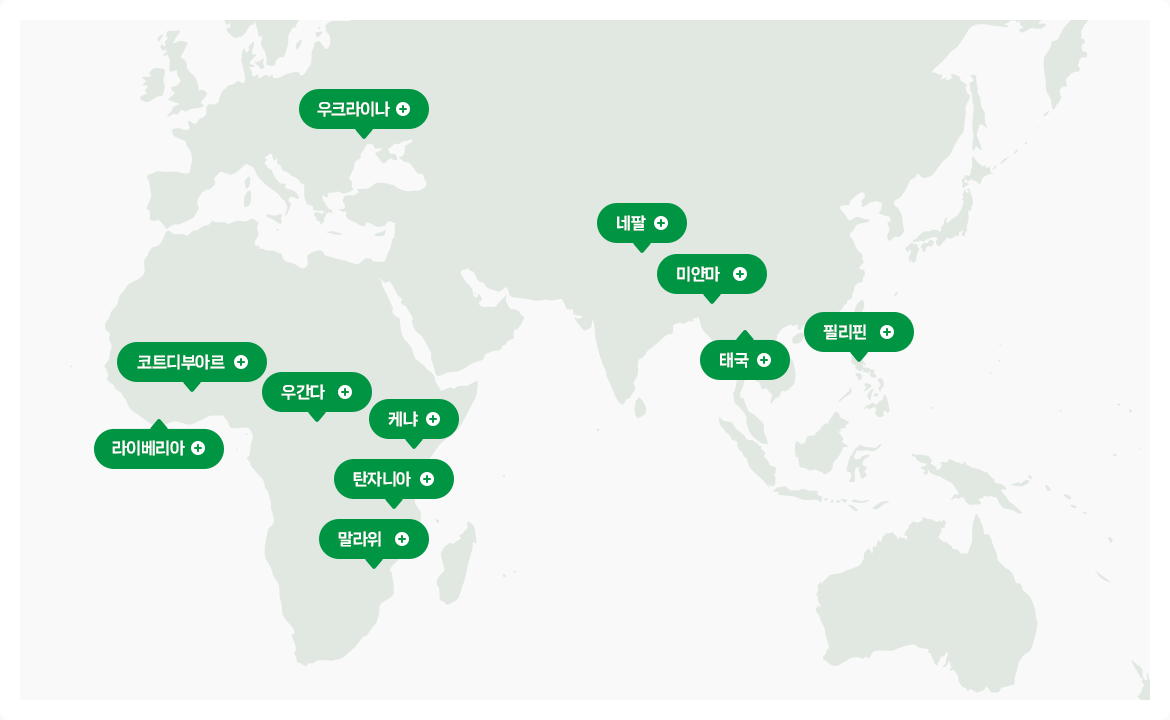 우크라이나
네팔
미얀마
필리핀
태국
코트디부아르
우간다
케냐
라이베리아
탄자니아
말라위